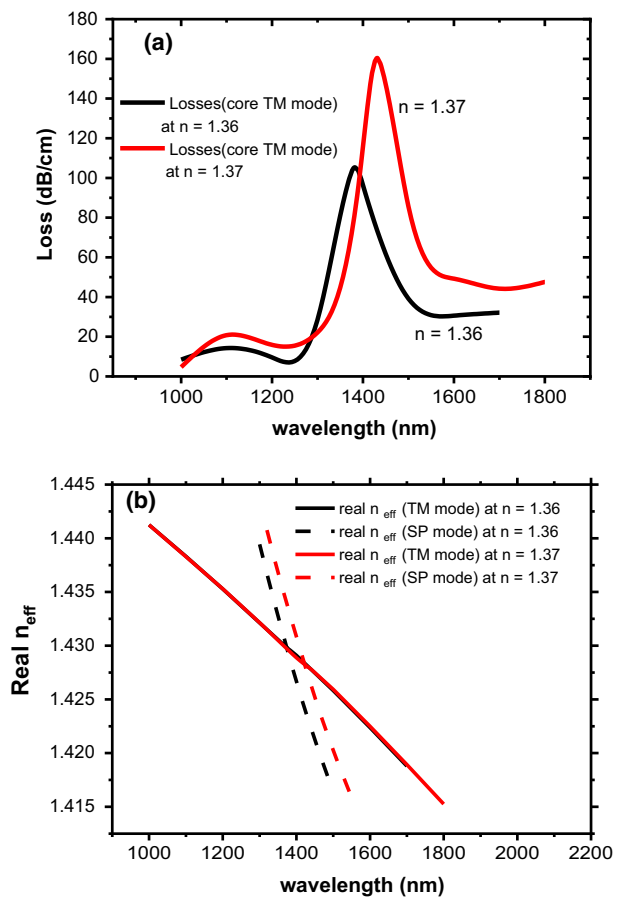 (a)
180
160
140
120
100
80
60
40
20
0
Loss (dB/cm)
Losses(core TM mode)
at n = 1.36
Losses(core TM mode)
at n = 1.37
n = 1.37
n = 1.36
1000 1200 1400 1600 1800
wavelength (nm)
(b)
1.445
1.440
1.435
1.430
1.425
1.420
1.415
Real n eff
real n eff (TM mode) at n = 1.36
real n eff (SP mode) at n = 1.36
real n eff (TM mode) at n = 1.37
real n eff (SP mode) at n = 1.37
1000 1200 1400 1600 1800 2000 2200
wavelength (nm)